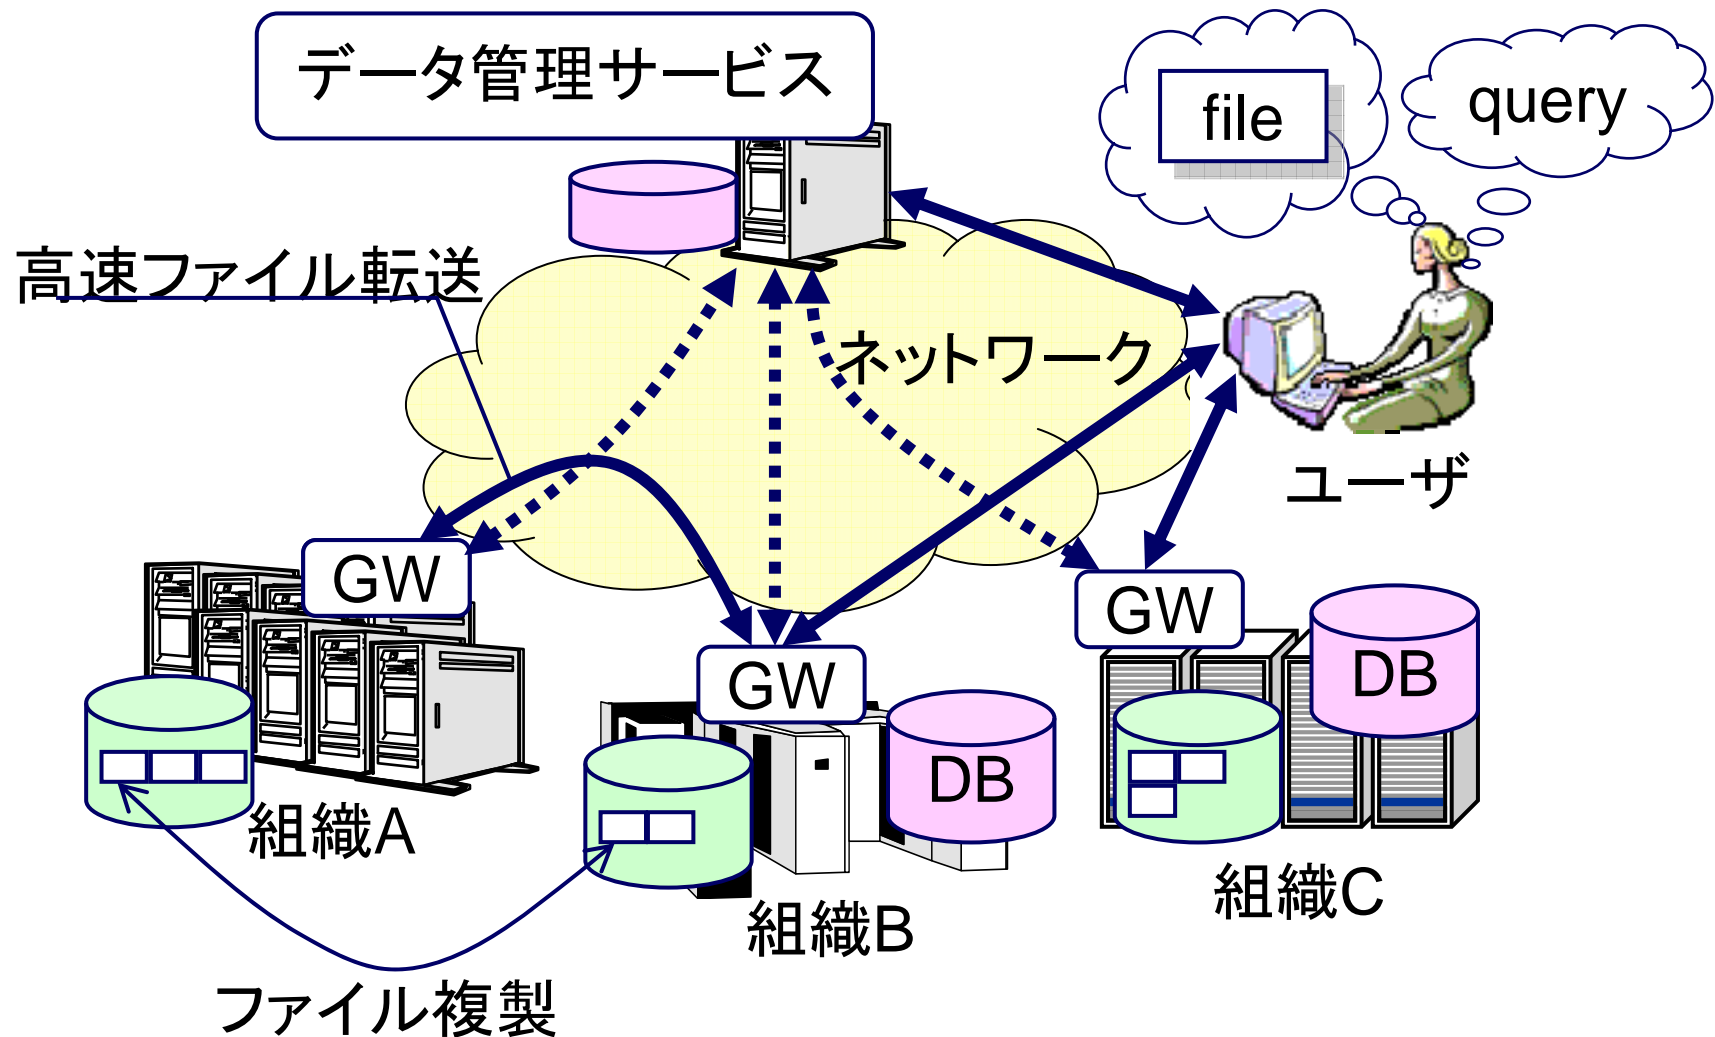 データ管理サービス
file
query
高速ファイル転送
ネットワーク
ユーザ
GW
GW
GW
DB
DB
組織A
組織B
組織C
ファイル複製